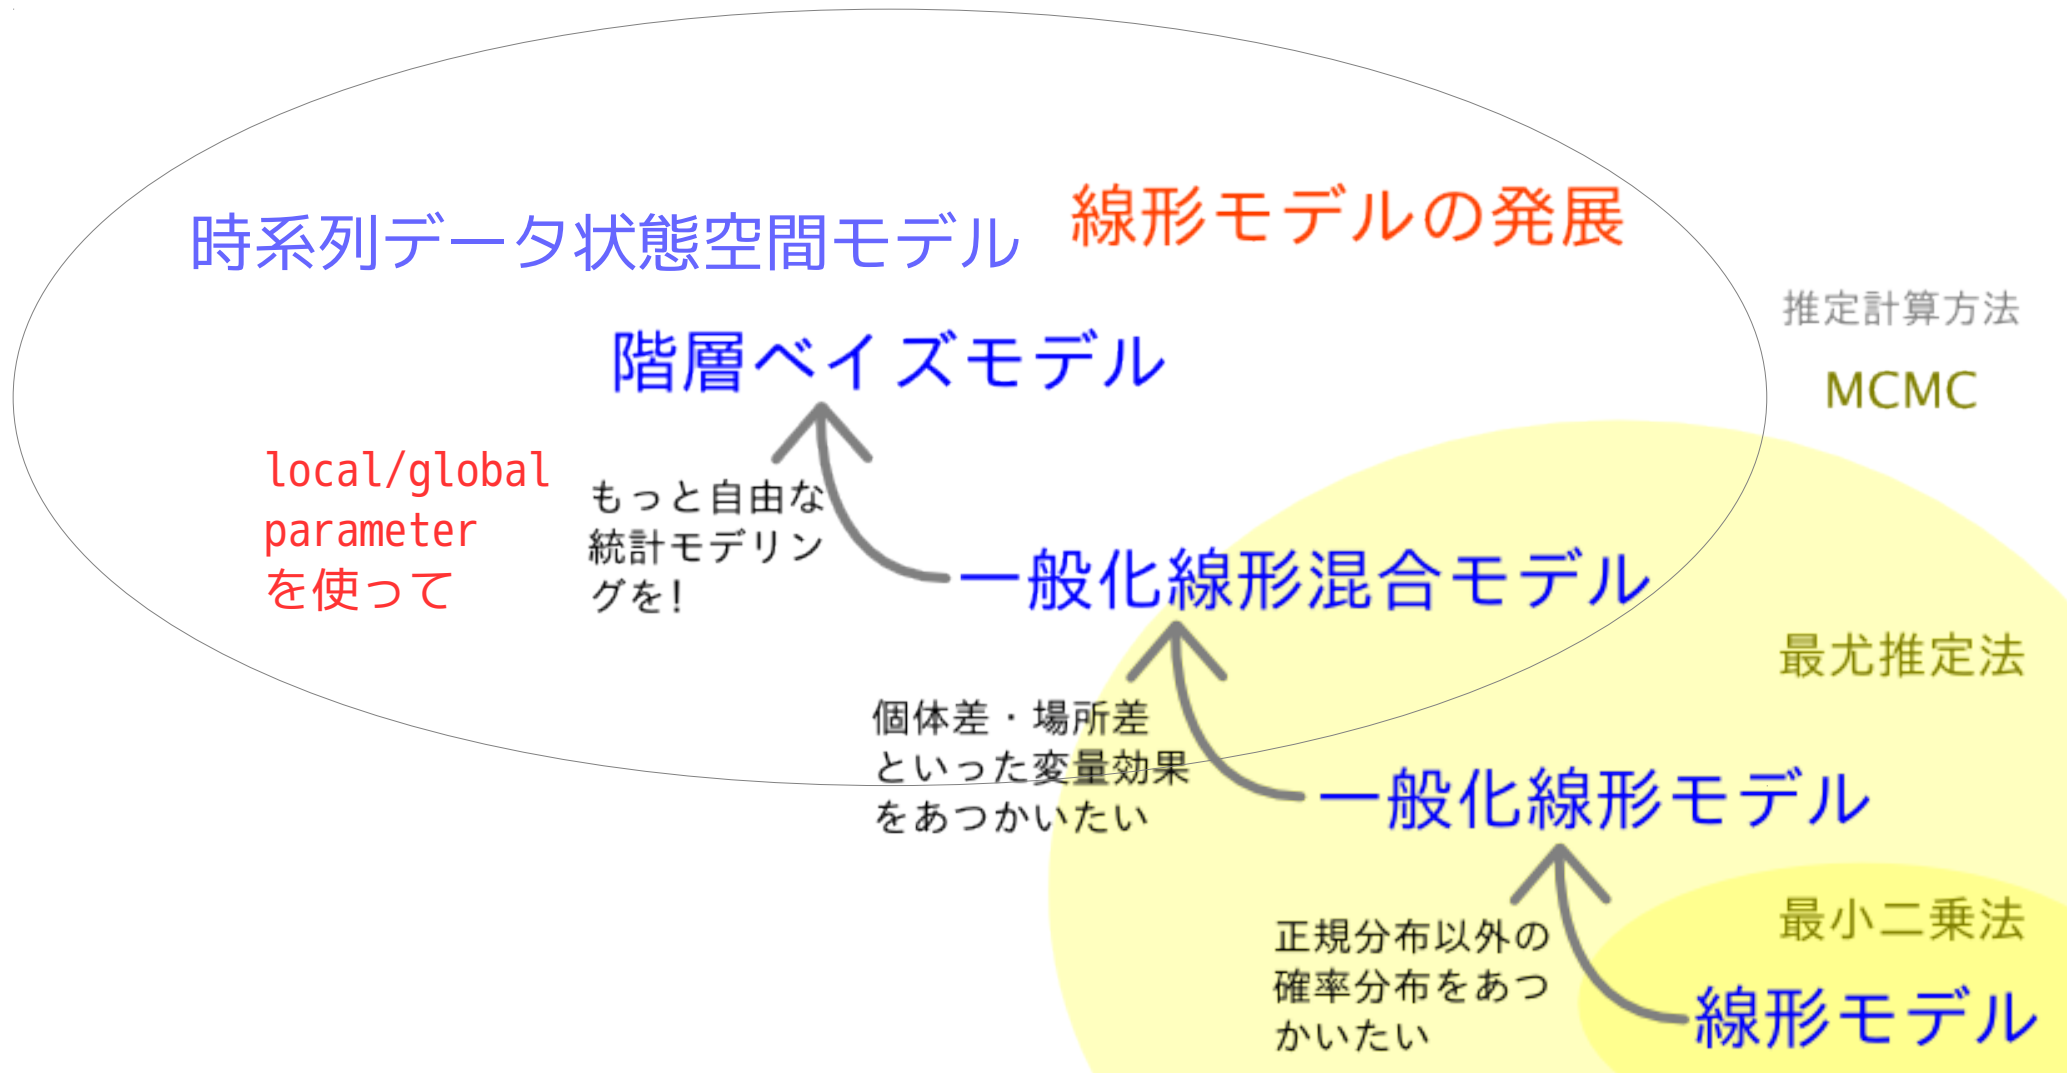 線形モデルの発展
時系列データ状態空間モデル
推定計算方法
階層ベイズモデル
MCMC
local/global
parameter
を使って
もっと自由な
統計モデリン
グを!
一般化線形混合モデル
最尤推定法
個体差・場所差
といった変量効果
をあつかいたい
一般化線形モデル
最小二乗法
正規分布以外の
確率分布をあつ
かいたい
線形モデル